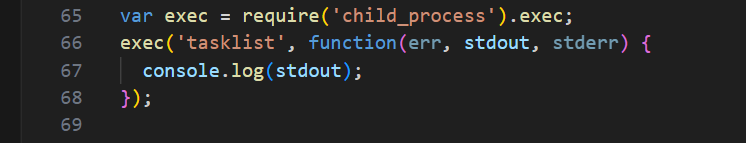 65 var exec = require('child_process').exec;
66 exec('tasklist', function(err, stdout, stderr) {
67 console.log(stdout);
68 });
69